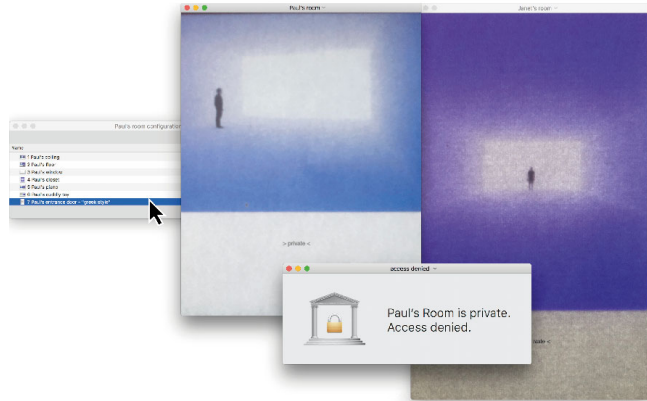 Paul's room ~
Janet's room ~
Paul's room configuration
Name
1 Paul's ceiling
2 Paul's floor
3 Paul's window
4 Paul's closet
5 Paul's piano
6 Paul's cuddly toy
7 Paul's entrance door - "greek style"
> private <
access denied ~
Paul's Room is private.
Access denied.